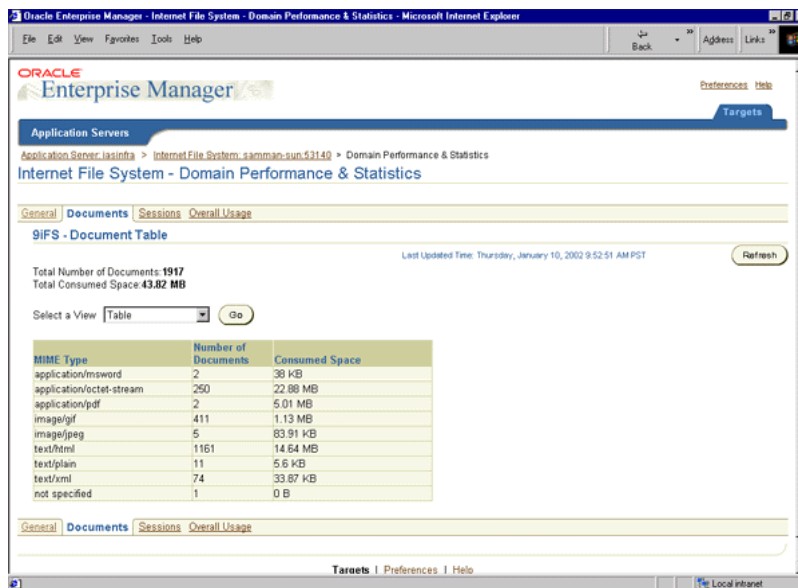 Oracle Enterprise Manager - Internet File System - Domain Performance & Statistics - Microsoft Internet Explorer
File Edit View Favorites Tools Help
Back
Address Links
ORACLE
Enterprise Manager
Preferences Help
Targets
Application Servers
Application Server: iasinfra > Internet File System: samman-sun:53140 > Domain Performance & Statistics
Internet File System - Domain Performance & Statistics
General Documents Sessions Overall Usage
9iFS - Document Table
Last Updated Time: Thursday, January 10, 2002 9:52:51 AM PST
Refresh
Total Number of Documents:1917
Total Consumed Space:43.82 MB
Select a View Table Go
MIME Type Number of Documents Consumed Space
application/msword 2 38 KB
application/octet-stream 250 22.88 MB
application/pdf 2 5.01 MB
image/gif 411 1.13 MB
image/jpeg 5 83.91 KB
text/html 1161 14.64 MB
text/plain 11 5.6 KB
text/xml 74 33.87 KB
not specified 1 0 B
General Documents Sessions Overall Usage
Targets | Preferences | Help
Local intranet